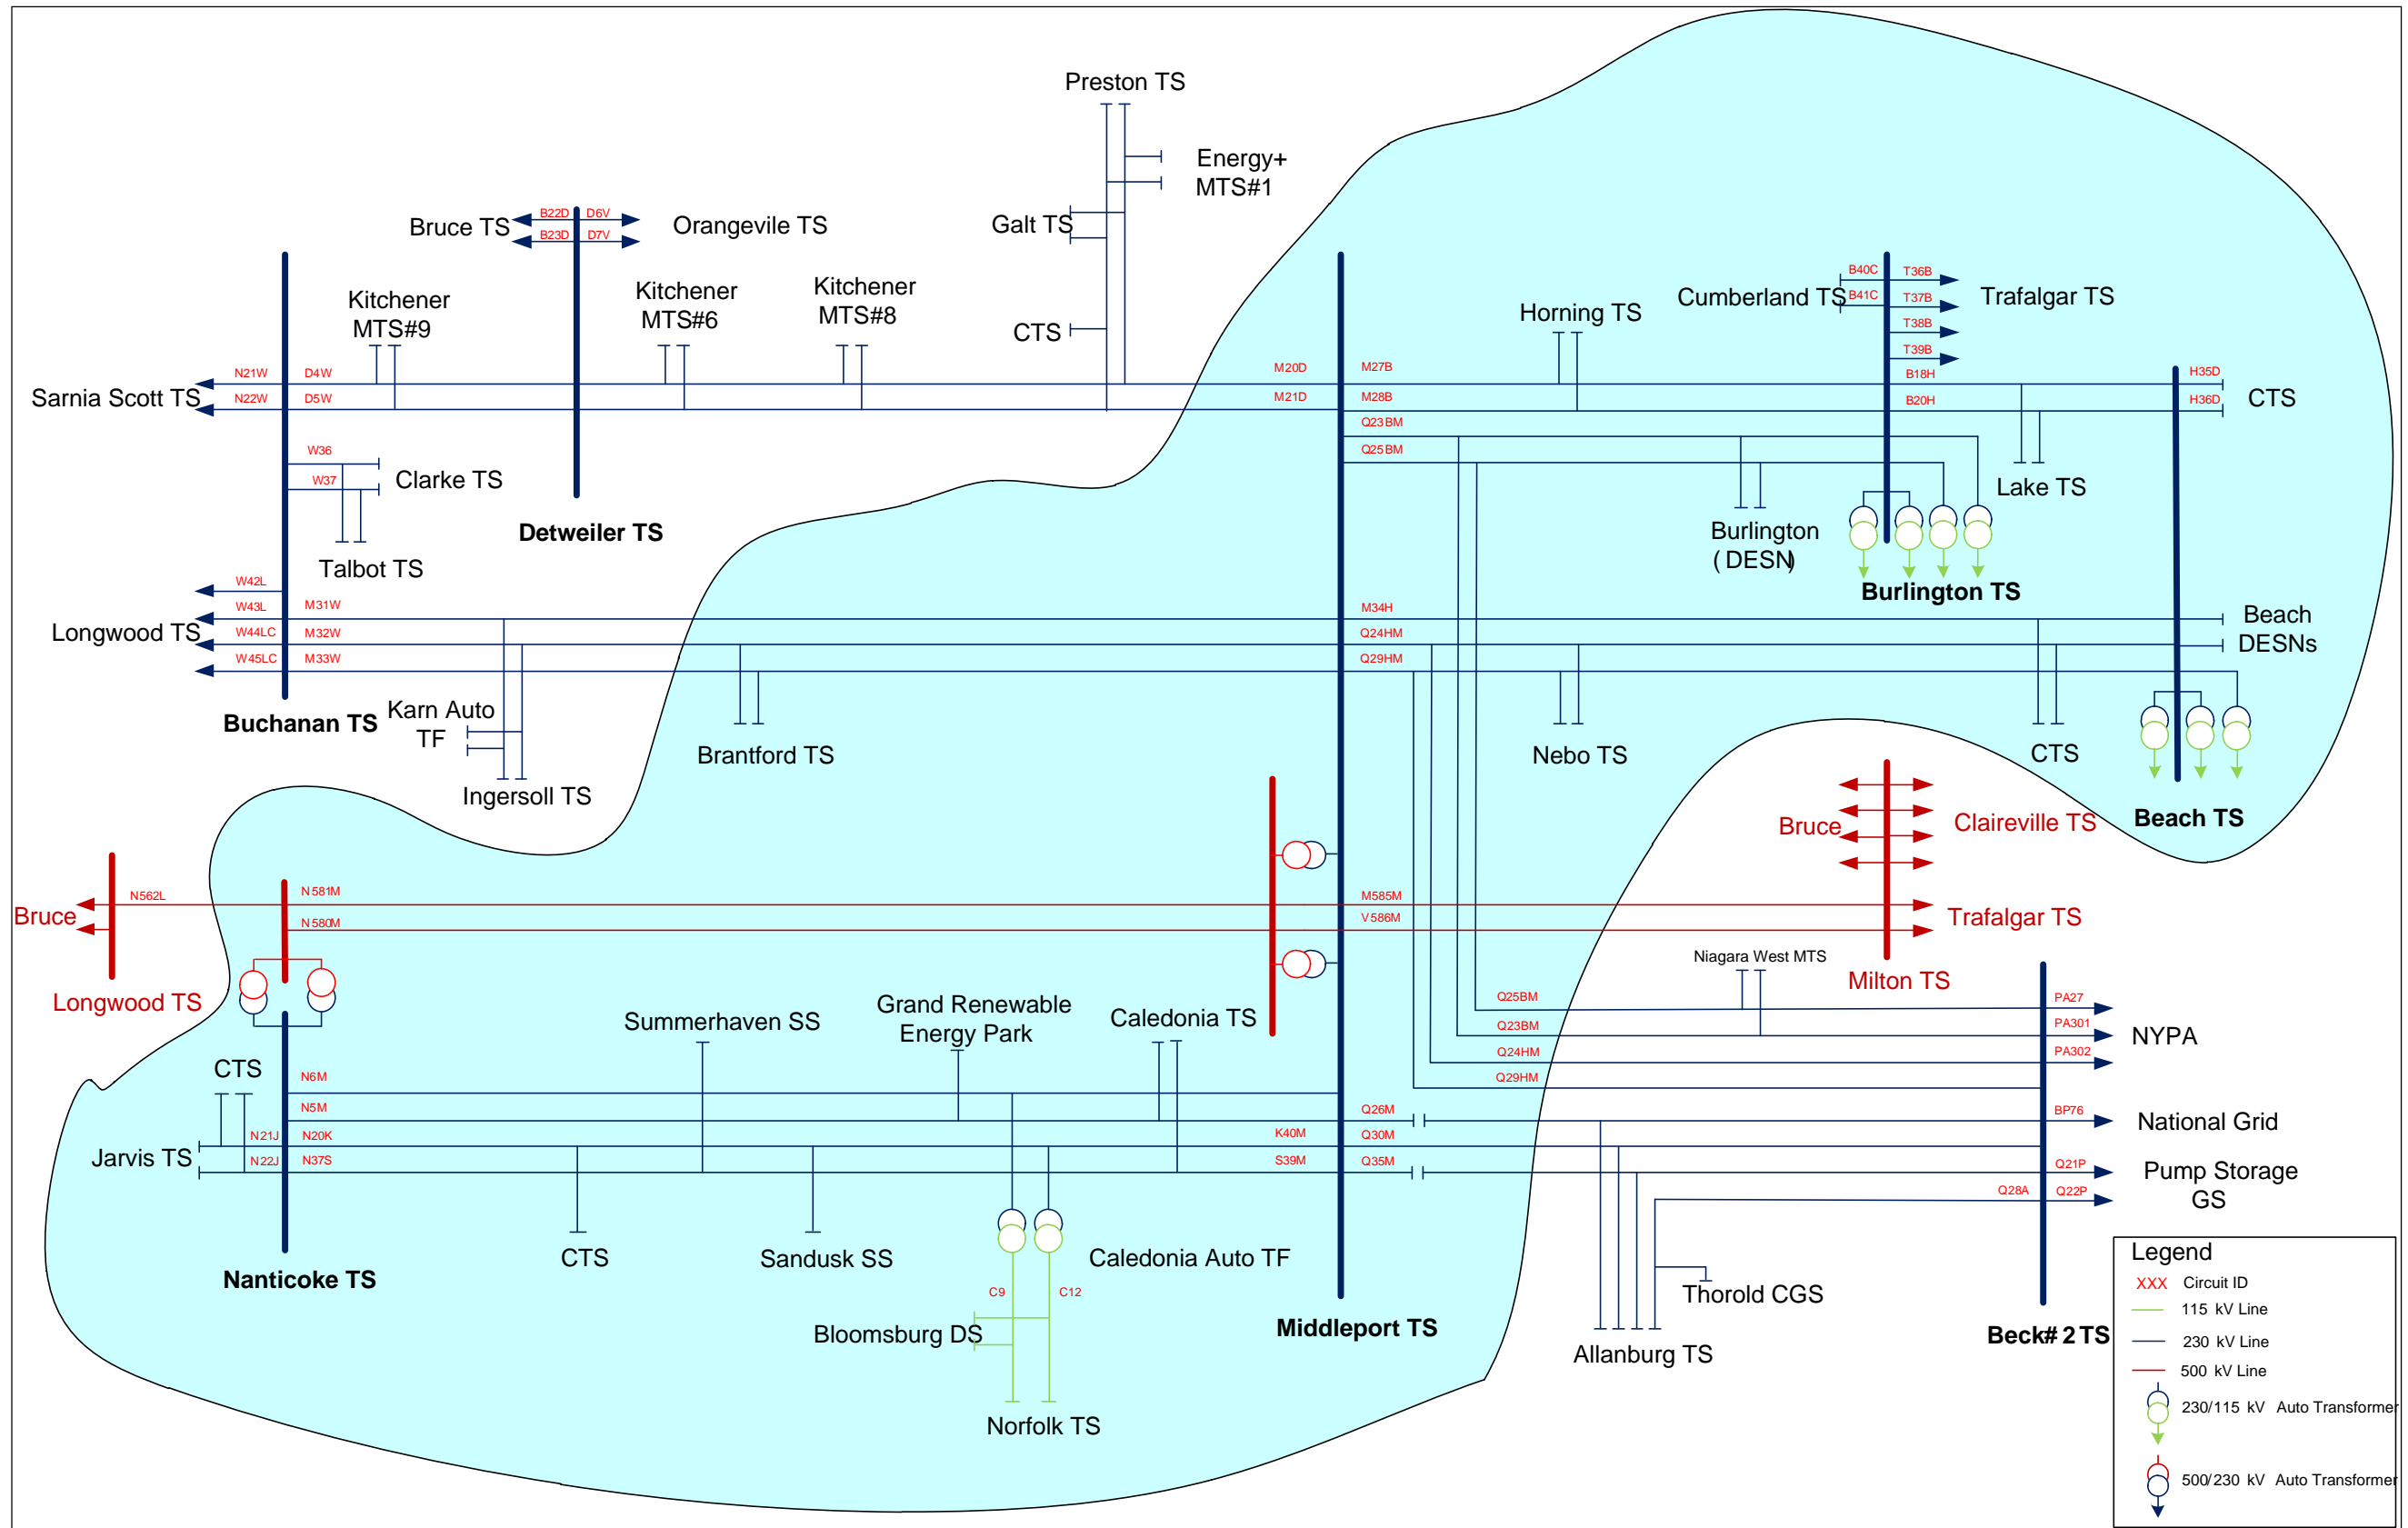 Preston TS
Energy+
MTS#1
Galt TS
CTS
Bruce TS
B22D
D6V
B23D
D7V
Orangevile TS
Kitchener
MTS#9
Kitchener
MTS#6
Kitchener
MTS#8
Sarnia Scott TS
N21W
D4W
N22W
D5W
M20D
M27B
M21D
M28B
Q23BM
Q25BM
Horning TS
Cumberland TS
B40C
T36B
B41C
T37B
T38B
T39B
Trafalgar TS
B18H
B20H
H35D
H36D
CTS
Lake TS
W36
W37
Clarke TS
Talbot TS
Detweiler TS
Burlington
( DESN)
Burlington TS
W42L
W43L
M31W
W44LC
M32W
W45LC
M33W
Longwood TS
Buchanan TS
M34H
Q24HM
Q29HM
Beach
DESNs
Karn Auto
TF
Ingersoll TS
Brantford TS
Nebo TS
CTS
Beach TS
Bruce
Claireville TS
Trafalgar TS
Milton TS
Bruce
N562L
Longwood TS
N581M
N580M
M585M
V586M
Niagara West MTS
Summerhaven SS
Grand Renewable
Energy Park
Caledonia TS
Q25BM
PA27
Q23BM
PA301
NYPA
Q24HM
PA302
Q29HM
CTS
N6M
N5M
Q26M
BP76
National Grid
Jarvis TS
N21J
N20K
K40M
Q30M
N22J
N37S
S39M
Q35M
Q21P
Q28A
Q22P
Pump Storage
GS
CTS
Sandusk SS
Caledonia Auto TF
Nanticoke TS
C9
C12
Bloomsburg DS
Norfolk TS
Middleport TS
Thorold CGS
Allanburg TS
Beck# 2 TS
Legend
XXX Circuit ID
115 kV Line
230 kV Line
500 kV Line
230/115 kV Auto Transformer
500/230 kV Auto Transformer